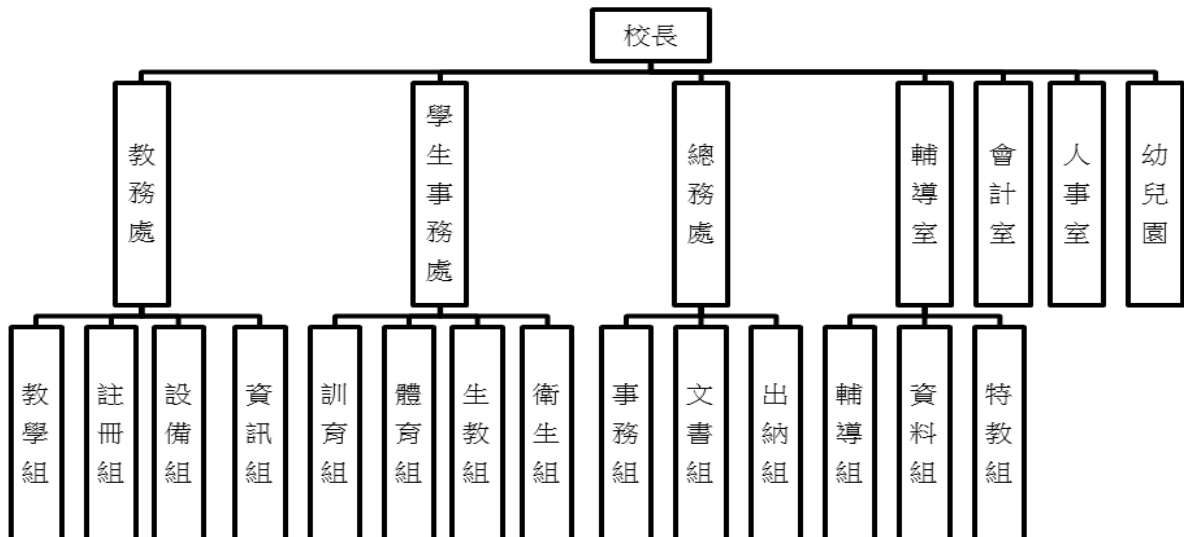 校長
教務處
學生事務處
總務處
輔導室
會計室
人事室
幼兒園
教學組
註冊組
設備組
資訊組
訓育組
體育組
生教組
衛生組
事務組
文書組
出納組
輔導組
資料組
特教組